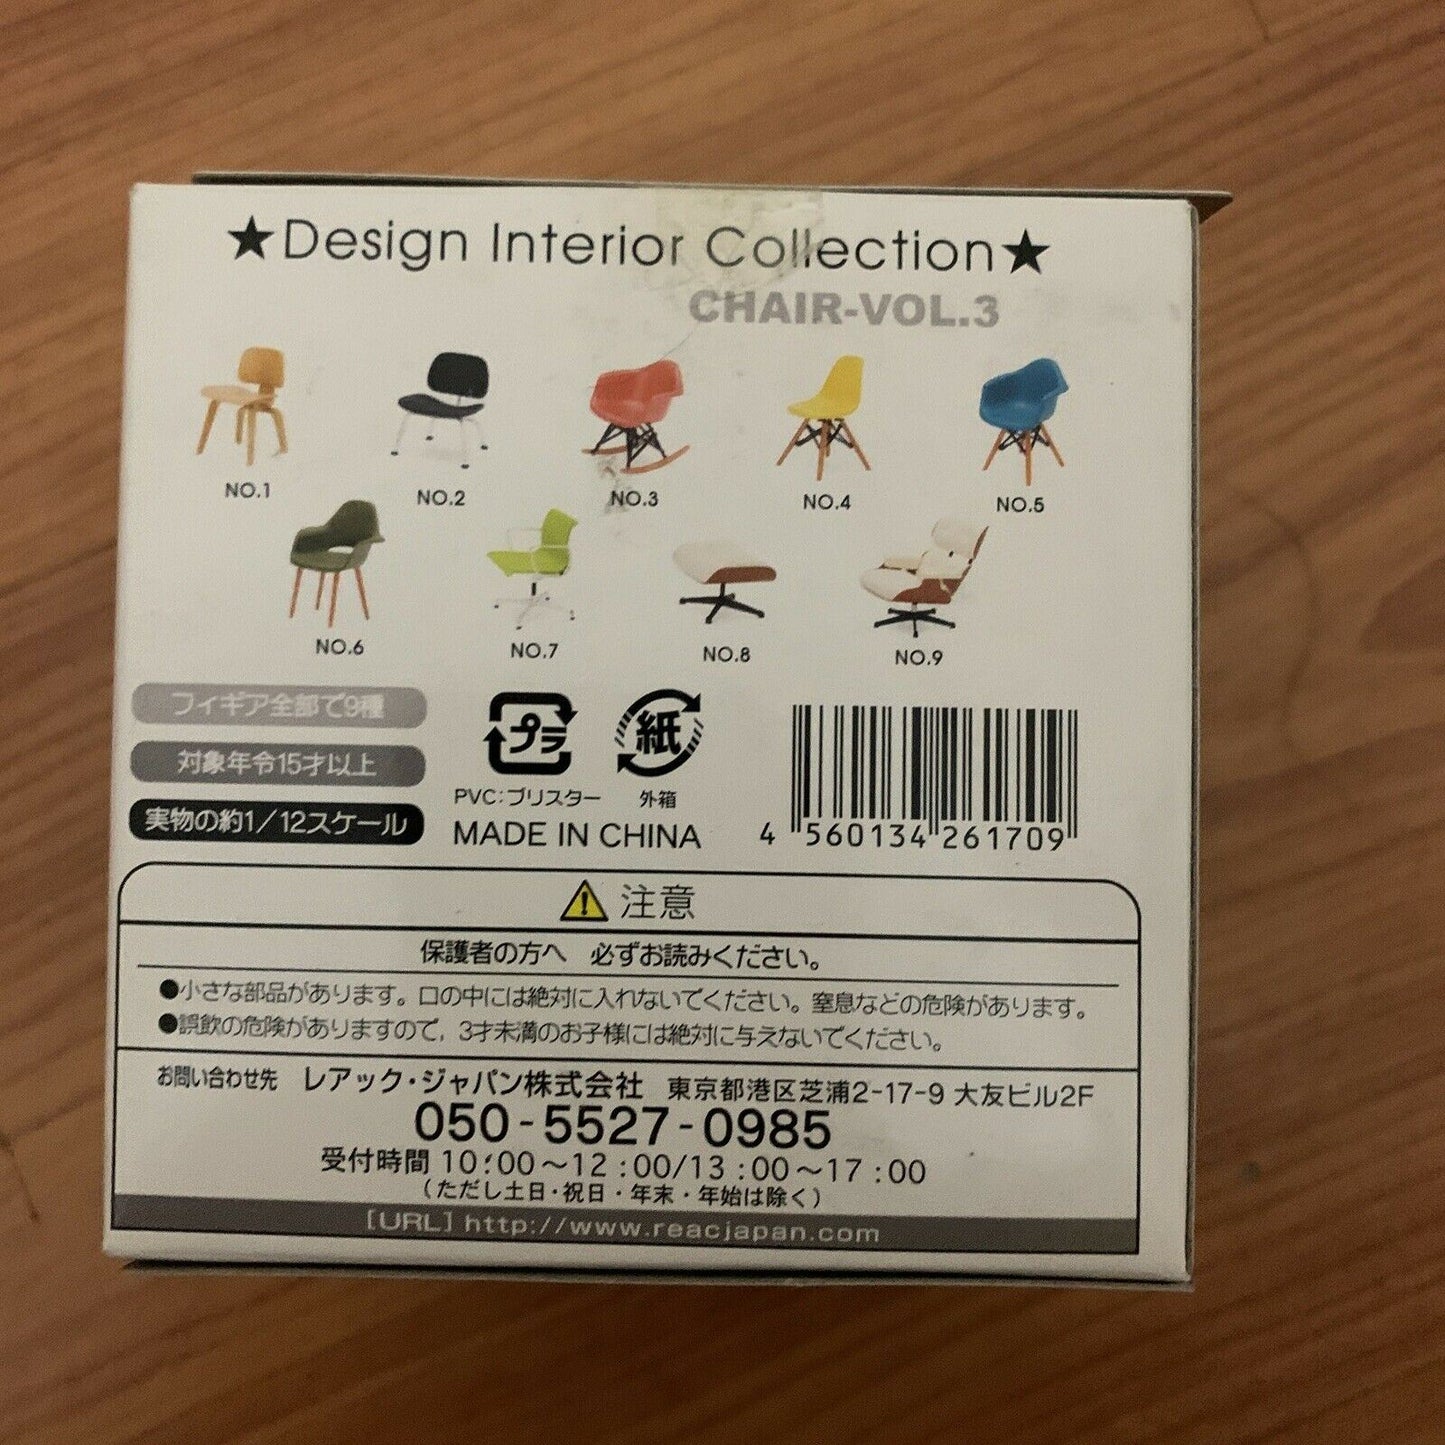 ★Design Interior Collection★
CHAIR-VOL.3
NO.1
NO.2
NO.3
NO.4
NO.5
NO.6
NO.7
NO.8
NO.9
フィギア全部で9種
対象年令15才以上
実物の約1/12スケール
プラ
紙
PVC:ブリスター
外箱
MADE IN CHINA
4 560134 261709
注意
保護者の方へ 必ずお読みください。
●小さな部品があります。口の中には絶対に入れないでください。窒息などの危険があります。
●誤飲の危険がありますので, 3才未満のお子様には絶対に与えないでください。
お問い合わせ先 レアック・ジャパン株式会社 東京都港区芝浦2-17-9 大友ビル2F
050-5527-0985
受付時間 10:00〜12:00/13:00〜17:00
(ただし土日・祝日・年末・年始は除く)
[URL] http://www.reacjapan.com